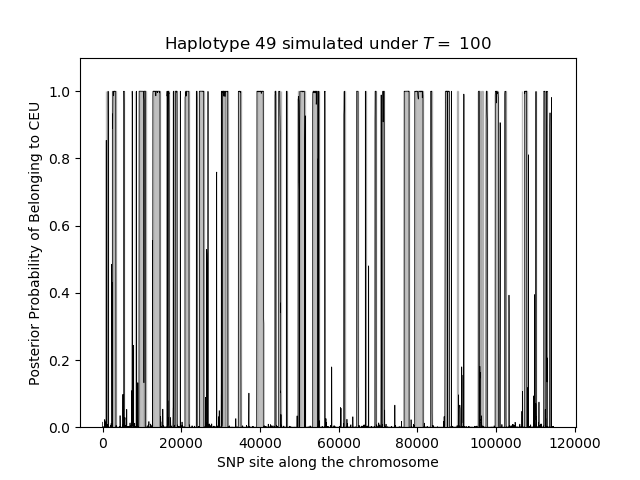 Haplotype 49 simulated under T = 100
Posterior Probability of Belonging to CEU
1.0
0.8
0.6
0.4
0.2
0.0
0 20000 40000 60000 80000 100000 120000
SNP site along the chromosome